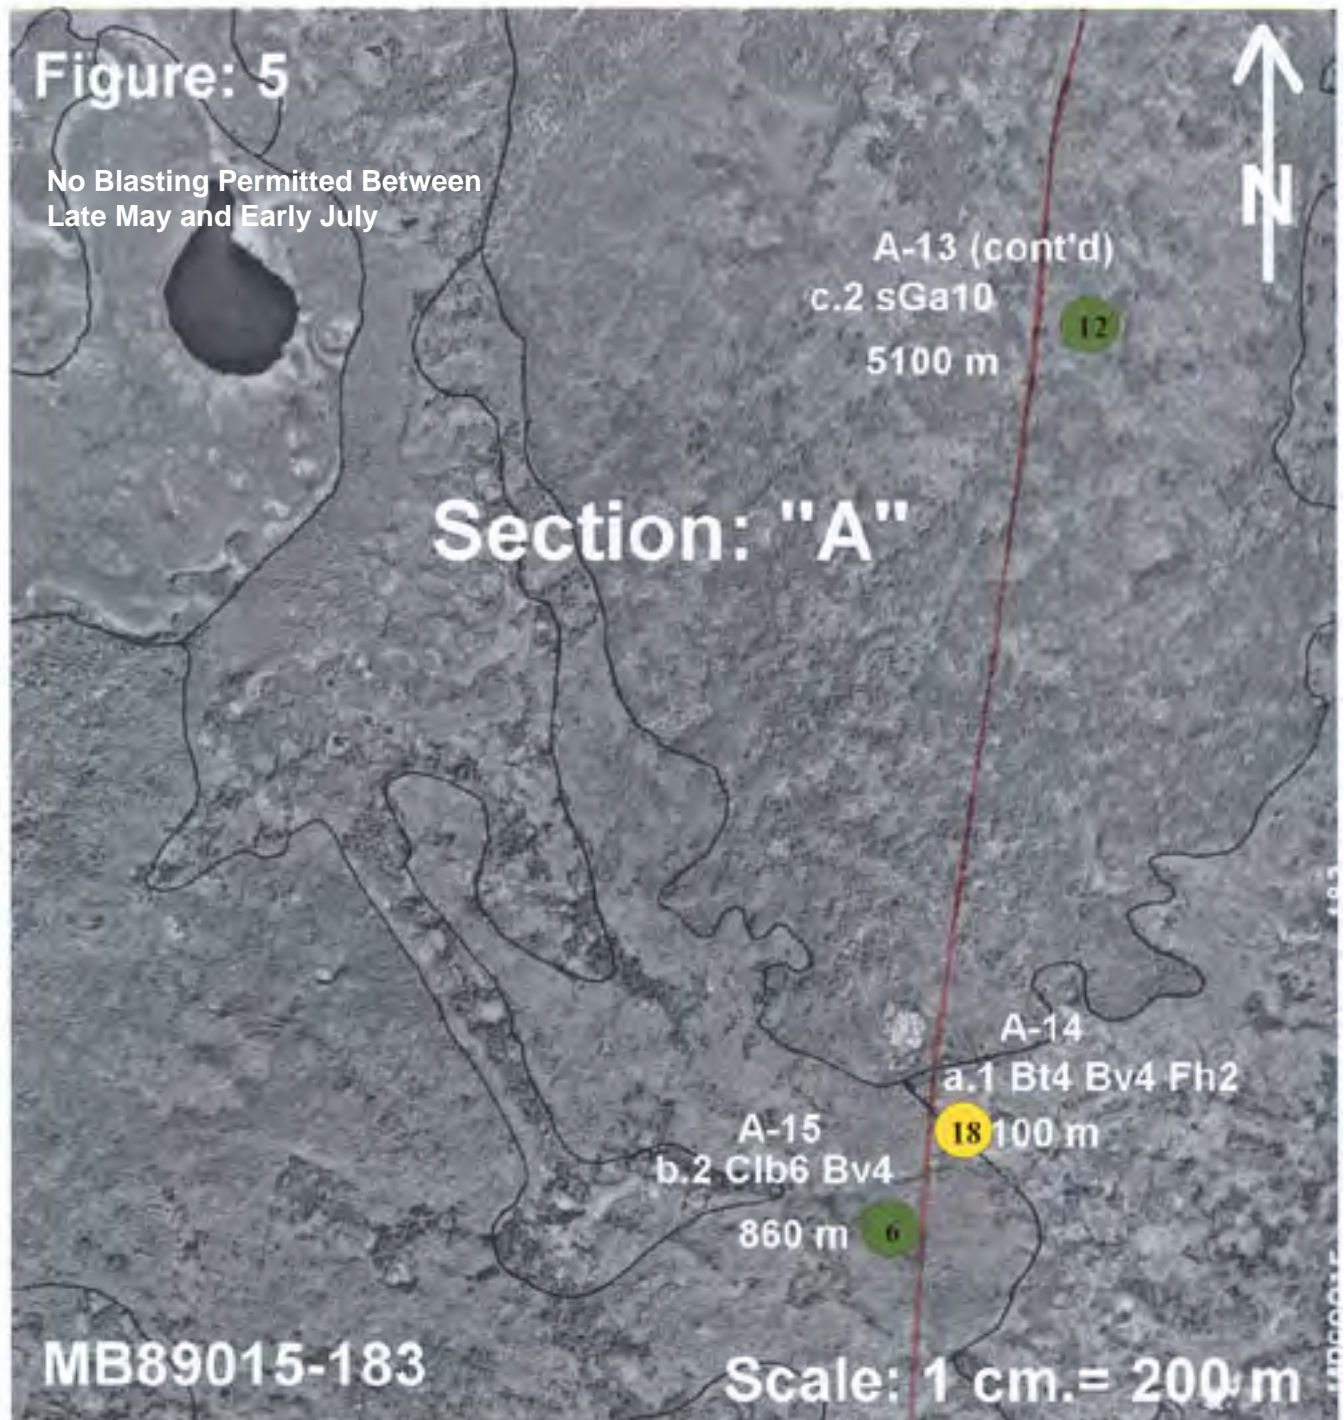 Figure: 5
No Blasting Permitted Between
Late May and Early July
N
A-13 (cont'd)
c.2 sGa10
12
5100 m
Section: "A"
A-14
a.1 Bt4 Bv4 Fh2
18 100 m
A-15
b.2 Clb6 Bv4
860 m 6
MB89015-183
Scale: 1 cm.= 200 m